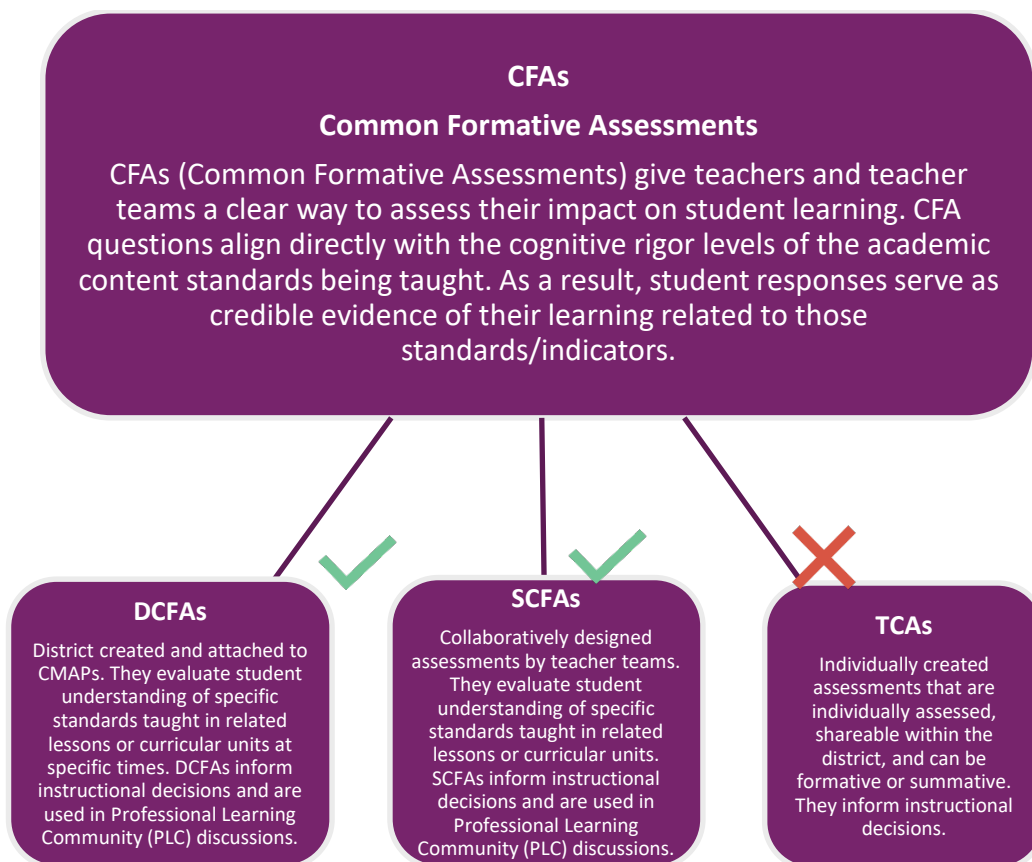 CFAs
Common Formative Assessments
CFAs (Common Formative Assessments) give teachers and teacher
teams a clear way to assess their impact on student learning. CFA
questions align directly with the cognitive rigor levels of the academic
content standards being taught. As a result, student responses serve as
credible evidence of their learning related to those
standards/indicators.
DCFAs
District created and attached to
CMAPs. They evaluate student
understanding of specific
standards taught in related
lessons or curricular units at
specific times. DCFAs inform
instructional decisions and are
used in Professional Learning
Community (PLC) discussions.
SCFAs
Collaboratively designed
assessments by teacher teams.
They evaluate student
understanding of specific
standards taught in related
lessons or curricular units.
SCFAs inform instructional
decisions and are used in
Professional Learning
Community (PLC) discussions.
TCAs
Individually created
assessments that are
individually assessed,
shareable within the
district, and can be
formative or summative.
They inform instructional
decisions.